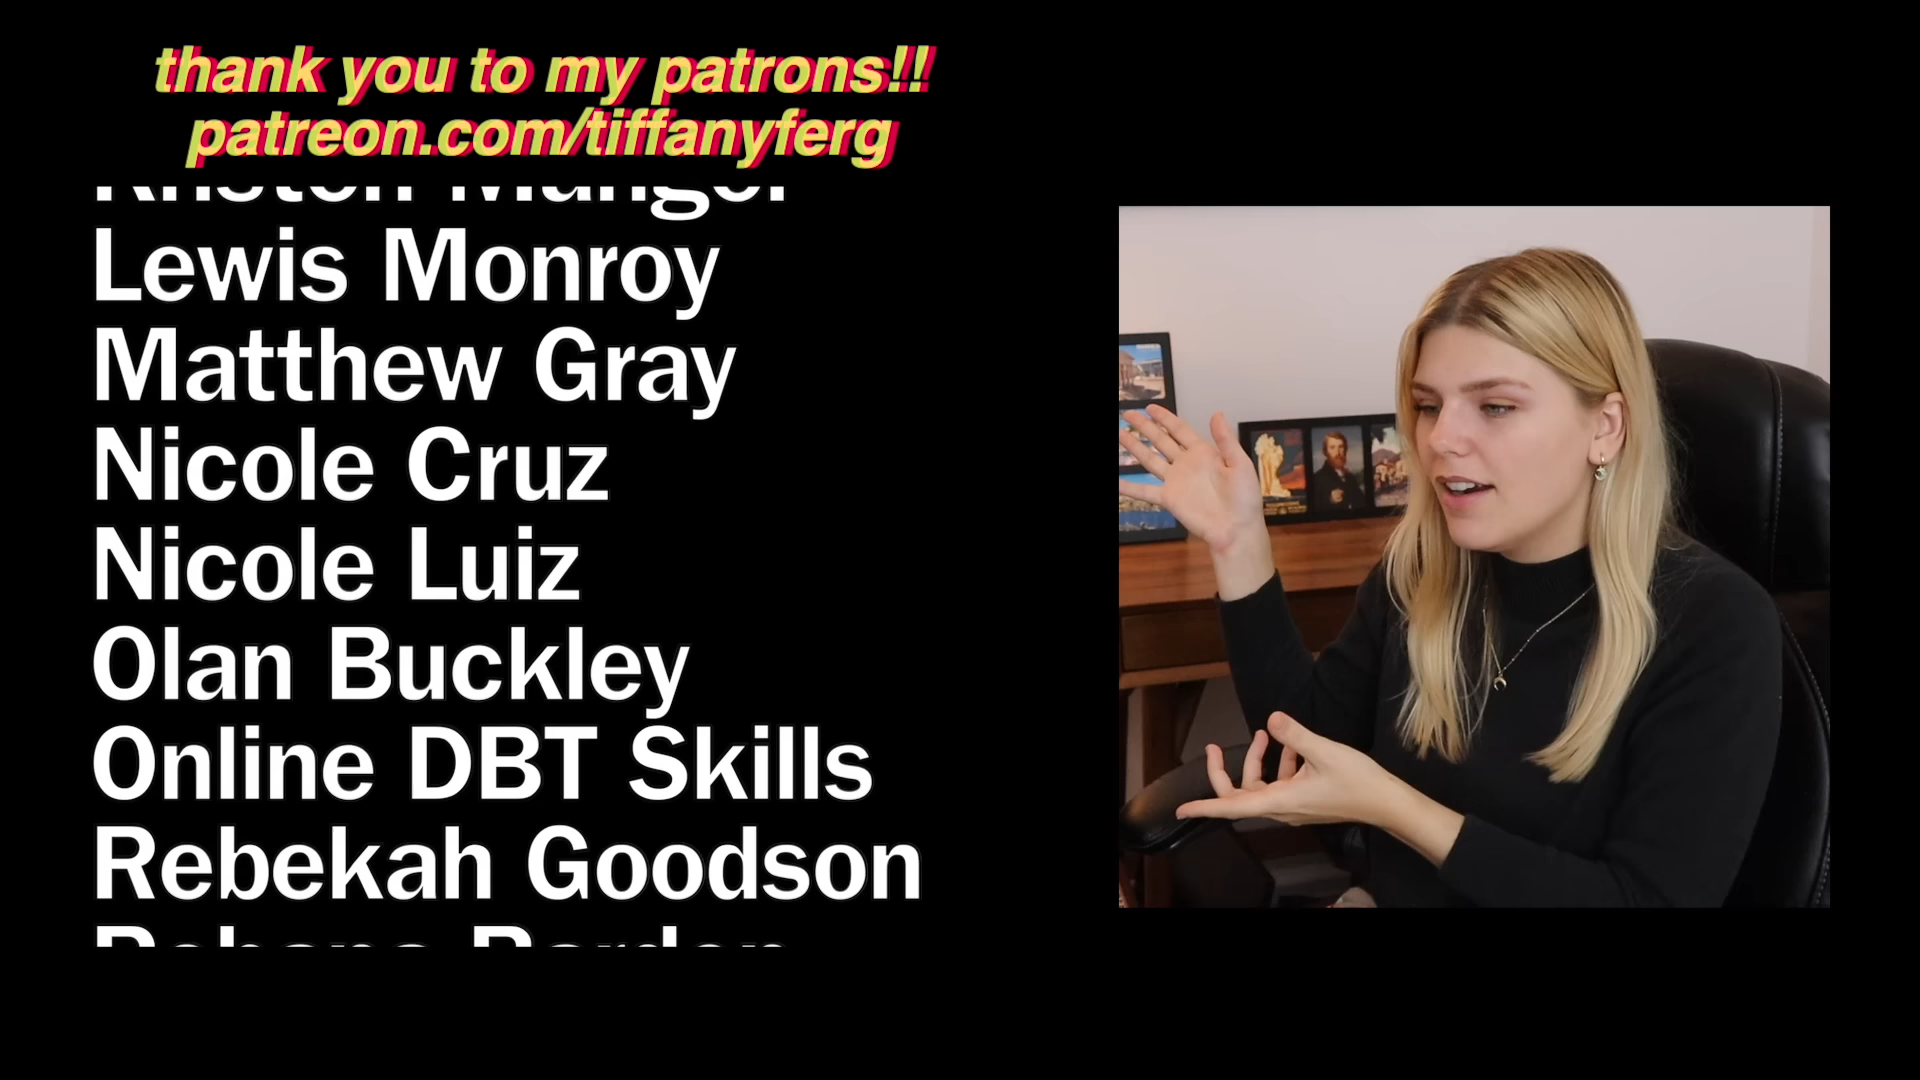 thank you to my patrons!!
patreon.com/tiffanyferg
Lewis Monroy
Matthew Gray
Nicole Cruz
Nicole Luiz
Olan Buckley
Online DBT Skills
Rebekah Goodson